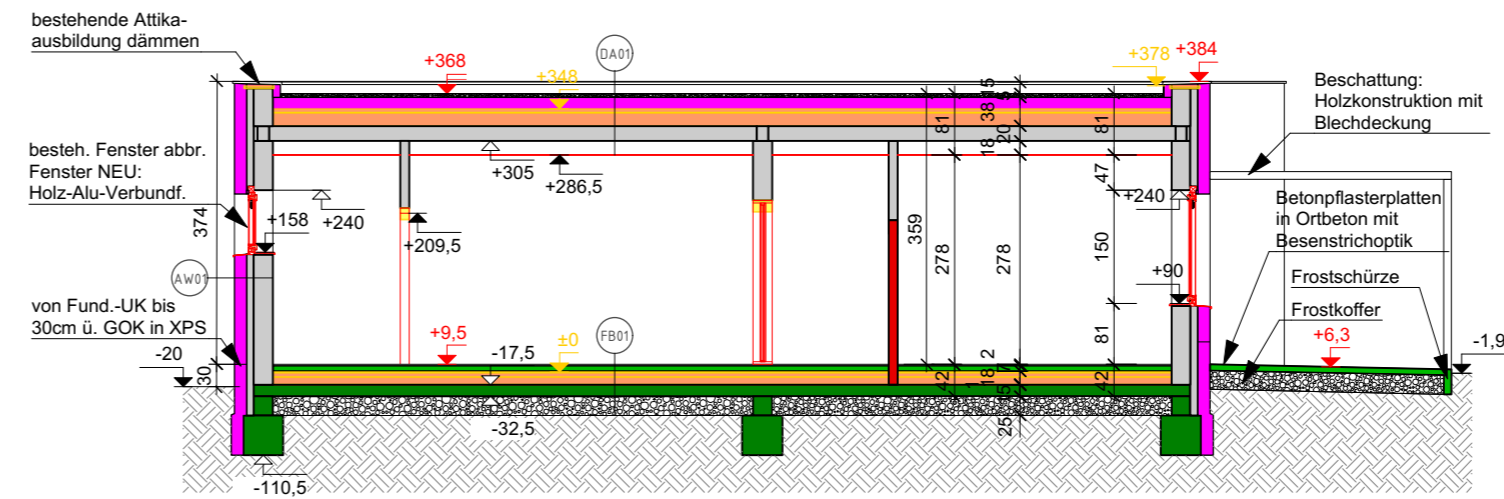 bestehende Attika-
ausbildung dämmen
DA01
+368
+348
+378
+384
Beschattung:
Holzkonstruktion mit
Blechdeckung
15
5
38
20
18
81
81
besteh. Fenster abbr.
Fenster NEU:
Holz-Alu-Verbundf.
+305
+286,5
47
+240
+240
374
+158
+209,5
359
278
278
150
Betonpflasterplatten
in Ortbeton mit
Besenstrichoptik
AW01
+90
Frostschürze
Frostkoffer
von Fund.-UK bis
30cm ü. GOK in XPS
+9,5
±0
FB01
-17,5
2
7
18
1
15
25
42
42
81
+6,3
-1,9
-20
30
-32,5
-110,5